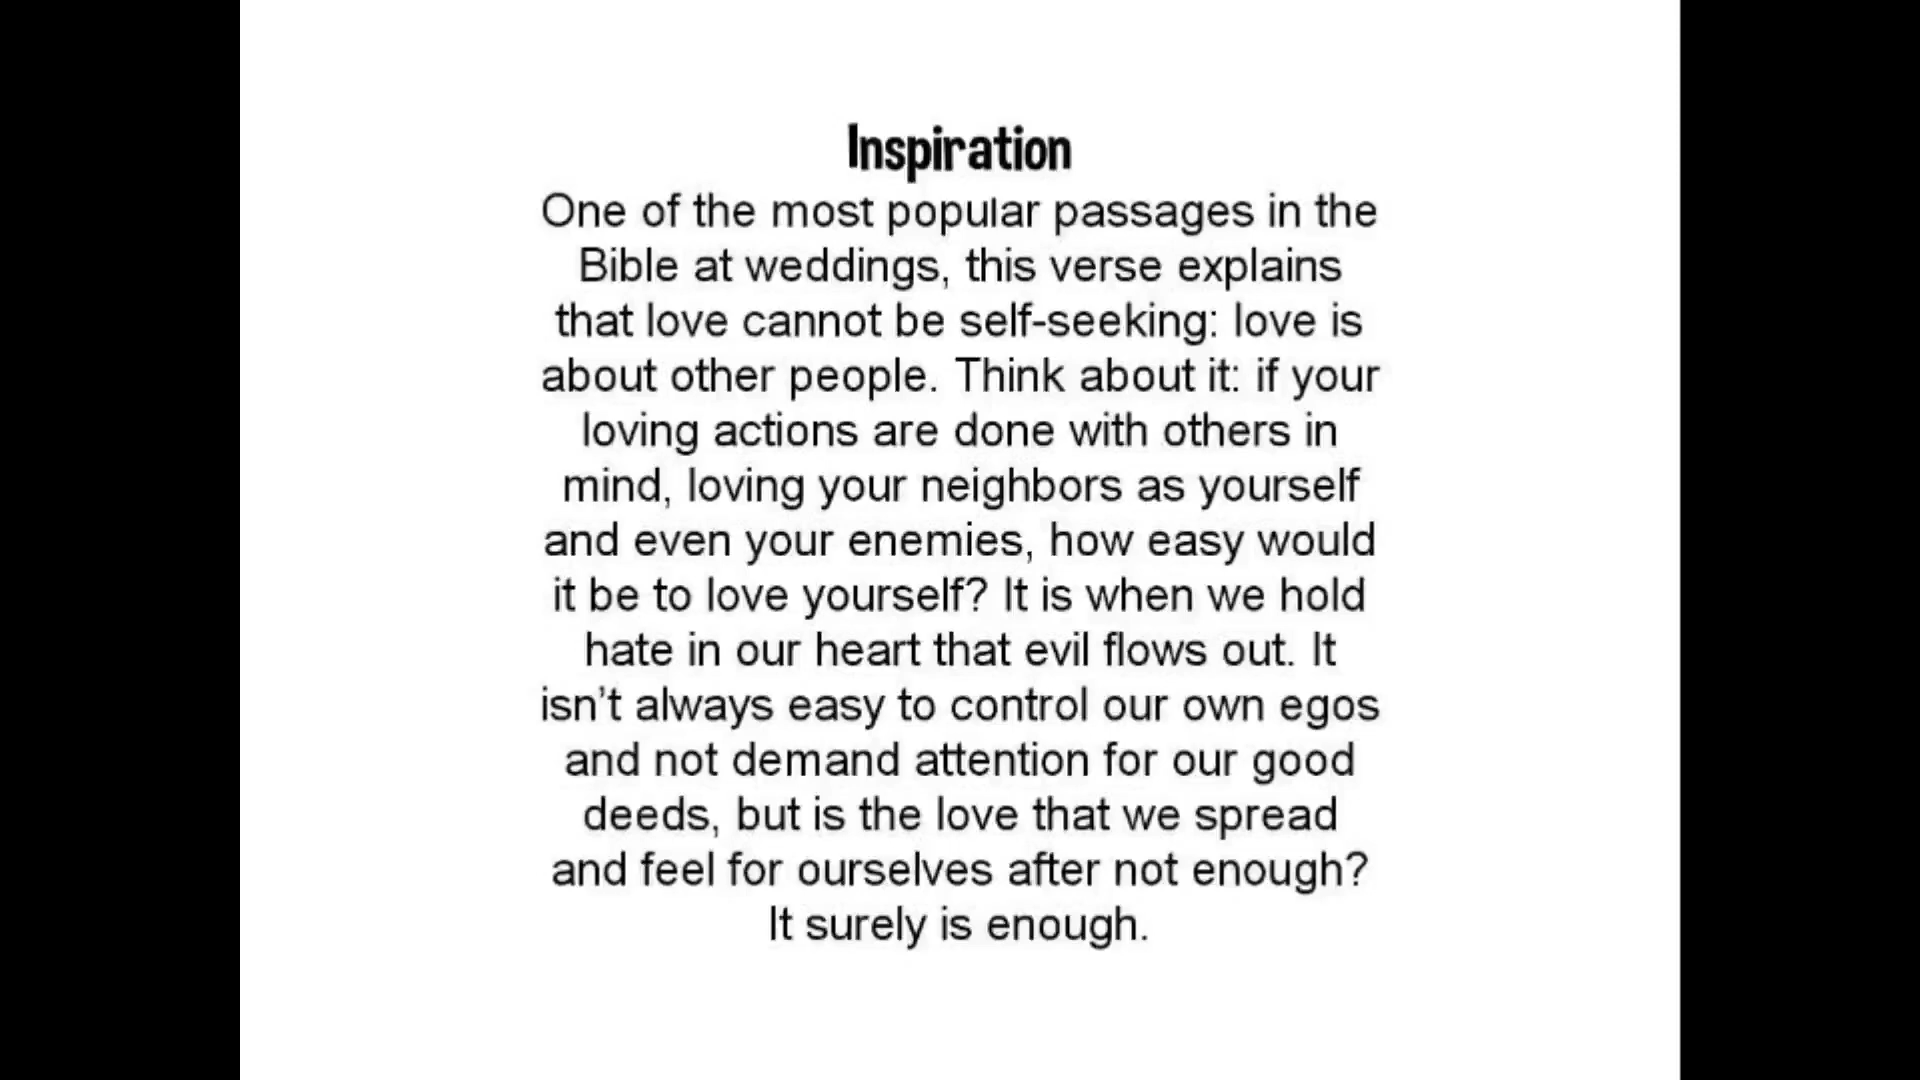 Inspiration
One of the most popular passages in the
Bible at weddings, this verse explains
that love cannot be self-seeking: love is
about other people. Think about it: if your
loving actions are done with others in
mind, loving your neighbors as yourself
and even your enemies, how easy would
it be to love yourself? It is when we hold
hate in our heart that evil flows out. It
isn’t always easy to control our own egos
and not demand attention for our good
deeds, but is the love that we spread
and feel for ourselves after not enough?
It surely is enough.